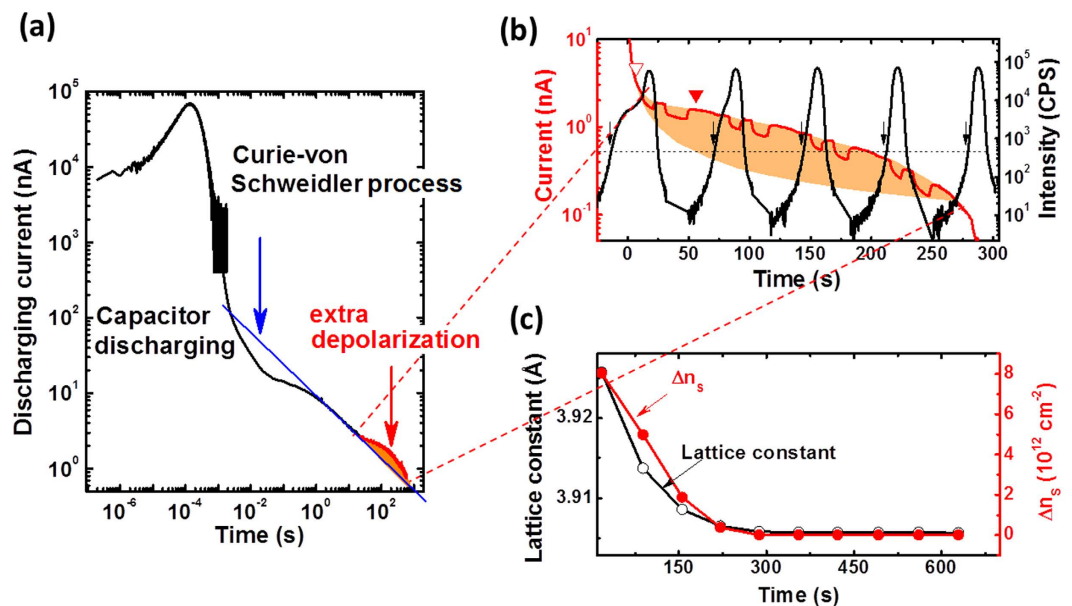 (a)
Discharging current (nA)
10^5
10^4
10^3
10^2
10^1
10^0
Curie-von
Schweidler process
Capacitor
discharging
extra
depolarization
10^-6
10^-4
10^-2
10^0
10^2
Time (s)
(b)
Current (nA)
10^1
10^0
10^-1
10^5
10^4
10^3
10^2
10^1
Intensity (CPS)
0
50
100
150
200
250
300
Time (s)
(c)
Lattice constant (Å)
3.92
3.91
Δn_s
Lattice constant
8
6
4
2
0
Δn_s (10^12 cm^-2)
150
300
450
600
Time (s)